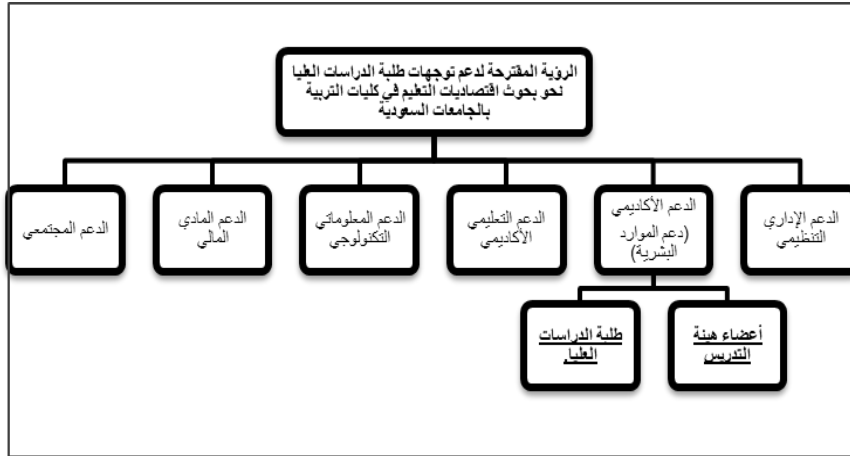 الرؤية المقترحة لدعم توجهات طلبة الدراسات العليا
نحو بحوث اقتصاديات التعليم في كليات التربية
بالجامعات السعودية
الدعم الإداري
التنظيمي
الدعم الأكاديمي
(دعم الموارد
البشرية)
الدعم التعليمي
الأكاديمي
الدعم المعلوماتي
التكنولوجي
الدعم المادي
المالي
الدعم المجتمعي
أعضاء هيئة
التدريس
طلبة الدراسات
العليا.